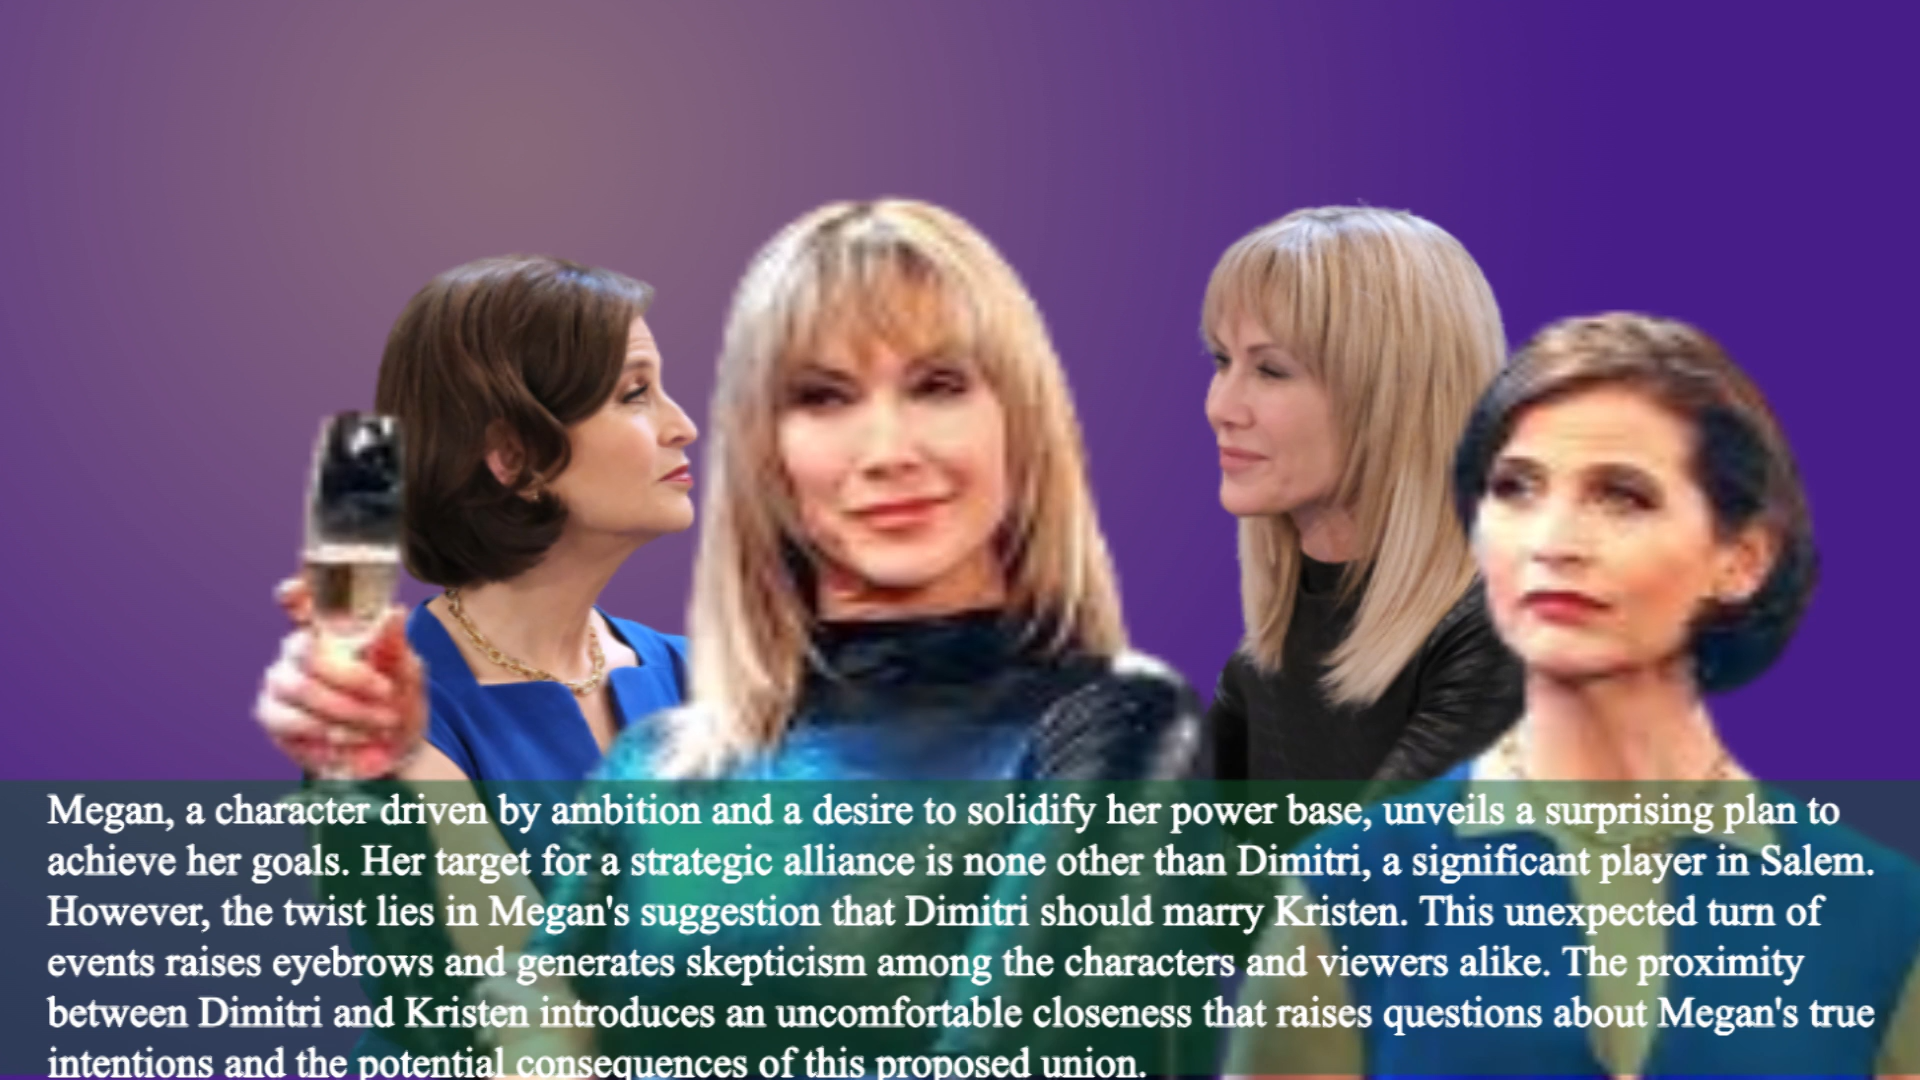 Megan, a character driven by ambition and a desire to solidify her power base, unveils a surprising plan to
achieve her goals. Her target for a strategic alliance is none other than Dimitri, a significant player in Salem.
However, the twist lies in Megan's suggestion that Dimitri should marry Kristen. This unexpected turn of
events raises eyebrows and generates skepticism among the characters and viewers alike. The proximity
between Dimitri and Kristen introduces an uncomfortable closeness that raises questions about Megan's true
intentions and the potential consequences of this proposed union.